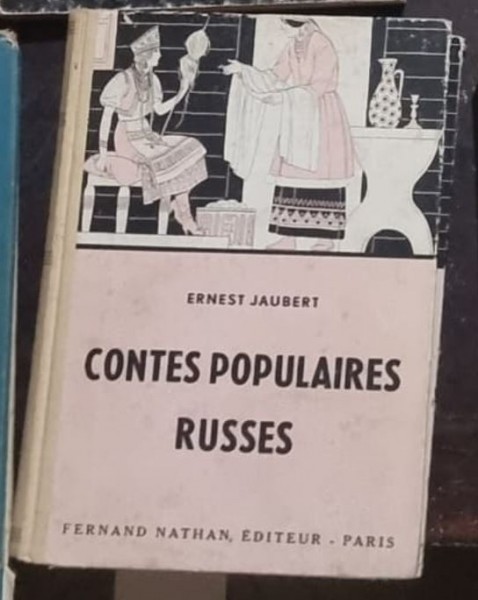 ERNEST JAUBERT
CONTES POPULAIRES
RUSSES
FERNAND NATHAN, ÉDITEUR - PARIS